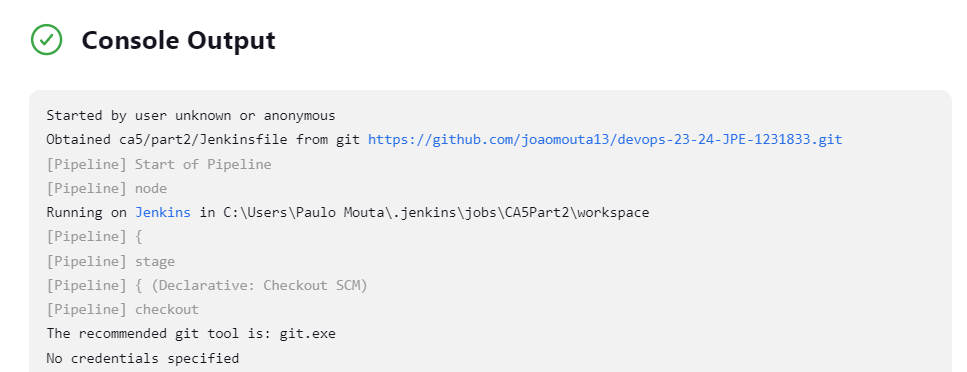 Console Output
Started by user unknown or anonymous
Obtained ca5/part2/Jenkinsfile from git https://github.com/joaomouta13/devops-23-24-JPE-1231833.git
[Pipeline] Start of Pipeline
[Pipeline] node
Running on Jenkins in C:\Users\Paulo Mouta\.jenkins\jobs\CA5Part2\workspace
[Pipeline] {
[Pipeline] stage
[Pipeline] { (Declarative: Checkout SCM)
[Pipeline] checkout
The recommended git tool is: git.exe
No credentials specified